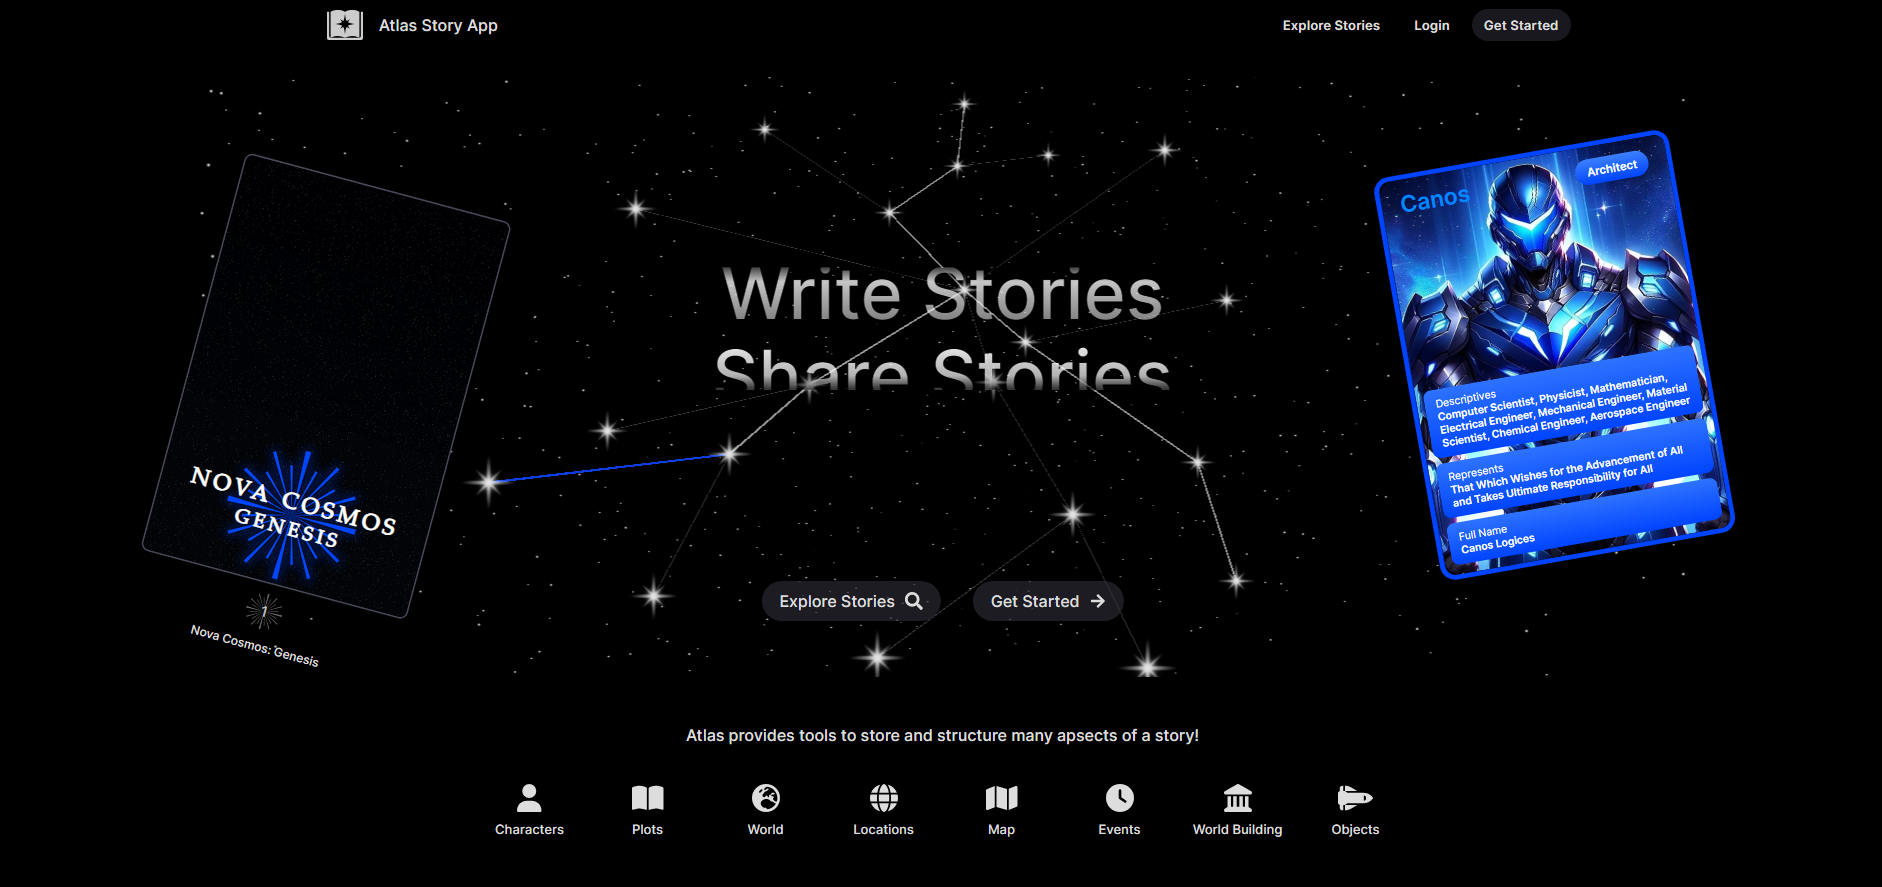 Atlas Story App
Explore Stories
Login
Get Started
Write Stories
Share Stories
NOVA COSMOS
GENESIS
1
Nova Cosmos: Genesis
Canos
Architect
Descriptives
Computer Scientist, Physicist, Mathematician,
Electrical Engineer, Mechanical Engineer, Material
Scientist, Chemical Engineer, Aerospace Engineer
Represents
That Which Wishes for the Advancement of All
and Takes Ultimate Responsibility for All
Full Name
Canos Logices
Explore Stories
Get Started
Atlas provides tools to store and structure many apsects of a story!
Characters
Plots
World
Locations
Map
Events
World Building
Objects